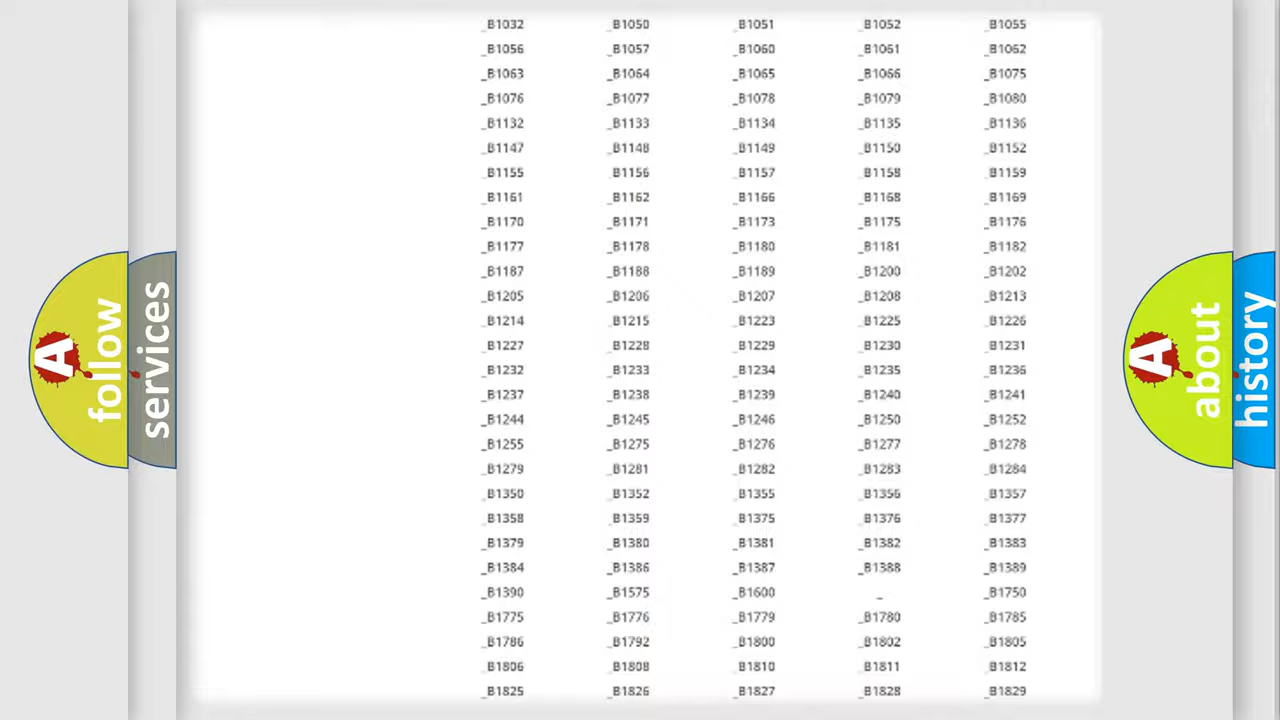 _B1032 _B1050 _B1051 _B1052 _B1055
_B1056 _B1057 _B1060 _B1061 _B1062
_B1063 _B1064 _B1065 _B1066 _B1075
_B1076 _B1077 _B1078 _B1079 _B1080
_B1132 _B1133 _B1134 _B1135 _B1136
_B1147 _B1148 _B1149 _B1150 _B1152
_B1155 _B1156 _B1157 _B1158 _B1159
_B1161 _B1162 _B1166 _B1168 _B1169
_B1170 _B1171 _B1173 _B1175 _B1176
_B1177 _B1178 _B1180 _B1181 _B1182
_B1187 _B1188 _B1189 _B1200 _B1202
_B1205 _B1206 _B1207 _B1208 _B1213
_B1214 _B1215 _B1223 _B1225 _B1226
_B1227 _B1228 _B1229 _B1230 _B1231
_B1232 _B1233 _B1234 _B1235 _B1236
_B1237 _B1238 _B1239 _B1240 _B1241
_B1244 _B1245 _B1246 _B1250 _B1252
_B1255 _B1275 _B1276 _B1277 _B1278
_B1279 _B1281 _B1282 _B1283 _B1284
_B1350 _B1352 _B1355 _B1356 _B1357
_B1358 _B1359 _B1375 _B1376 _B1377
_B1379 _B1380 _B1381 _B1382 _B1383
_B1384 _B1386 _B1387 _B1388 _B1389
_B1390 _B1575 _B1600 _ _B1750
_B1775 _B1776 _B1779 _B1780 _B1785
_B1786 _B1792 _B1800 _B1802 _B1805
_B1806 _B1808 _B1810 _B1811 _B1812
_B1825 _B1826 _B1827 _B1828 _B1829
A follow
services
A about
history